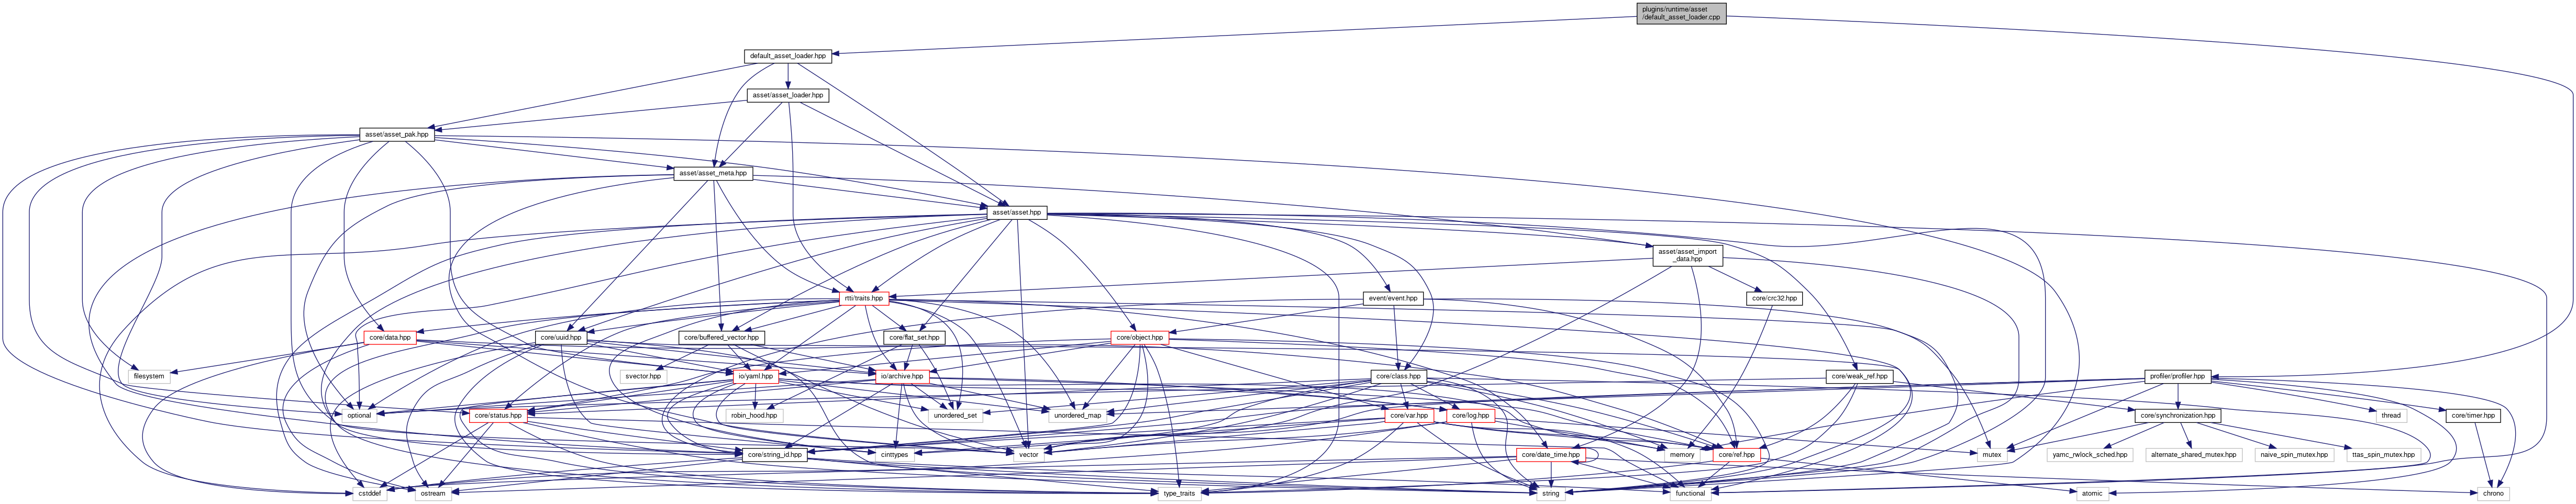 plugins/runtime/asset
/default_asset_loader.cpp
default_asset_loader.hpp
asset/asset_loader.hpp
asset/asset_pak.hpp
asset/asset_meta.hpp
asset/asset.hpp
asset/asset_import
_data.hpp
rtti/traits.hpp
event/event.hpp
core/crc32.hpp
core/data.hpp
core/uuid.hpp
core/buffered_vector.hpp
core/flat_set.hpp
core/object.hpp
filesystem
svector.hpp
io/yaml.hpp
io/archive.hpp
core/class.hpp
core/weak_ref.hpp
profiler/profiler.hpp
optional
core/status.hpp
robin_hood.hpp
unordered_set
unordered_map
core/var.hpp
core/log.hpp
core/synchronization.hpp
thread
core/timer.hpp
core/string_id.hpp
cinttypes
vector
core/date_time.hpp
memory
core/ref.hpp
mutex
yamc_rwlock_sched.hpp
alternate_shared_mutex.hpp
naive_spin_mutex.hpp
ttas_spin_mutex.hpp
cstddef
ostream
type_traits
string
functional
atomic
chrono